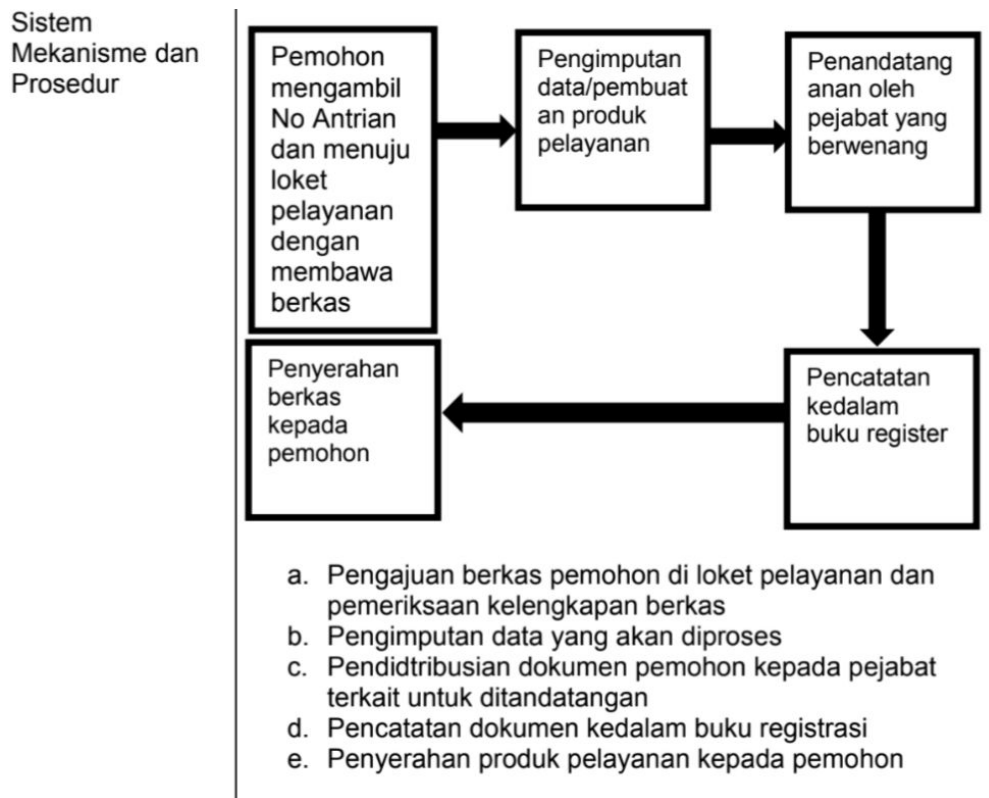 Sistem
Mekanisme dan
Prosedur
Pemohon
mengambil
No Antrian
dan menuju
loket
pelayanan
dengan
membawa
berkas
Pengimputan
data/pembuat
an produk
pelayanan
Penandatang
anan oleh
pejabat yang
berwenang
Pencatatan
kedalam
buku register
Penyerahan
berkas
kepada
pemohon
a. Pengajuan berkas pemohon di loket pelayanan dan
pemeriksaan kelengkapan berkas
b. Pengimputan data yang akan diproses
c. Pendidtribusian dokumen pemohon kepada pejabat
terkait untuk ditandatangan
d. Pencatatan dokumen kedalam buku registrasi
e. Penyerahan produk pelayanan kepada pemohon